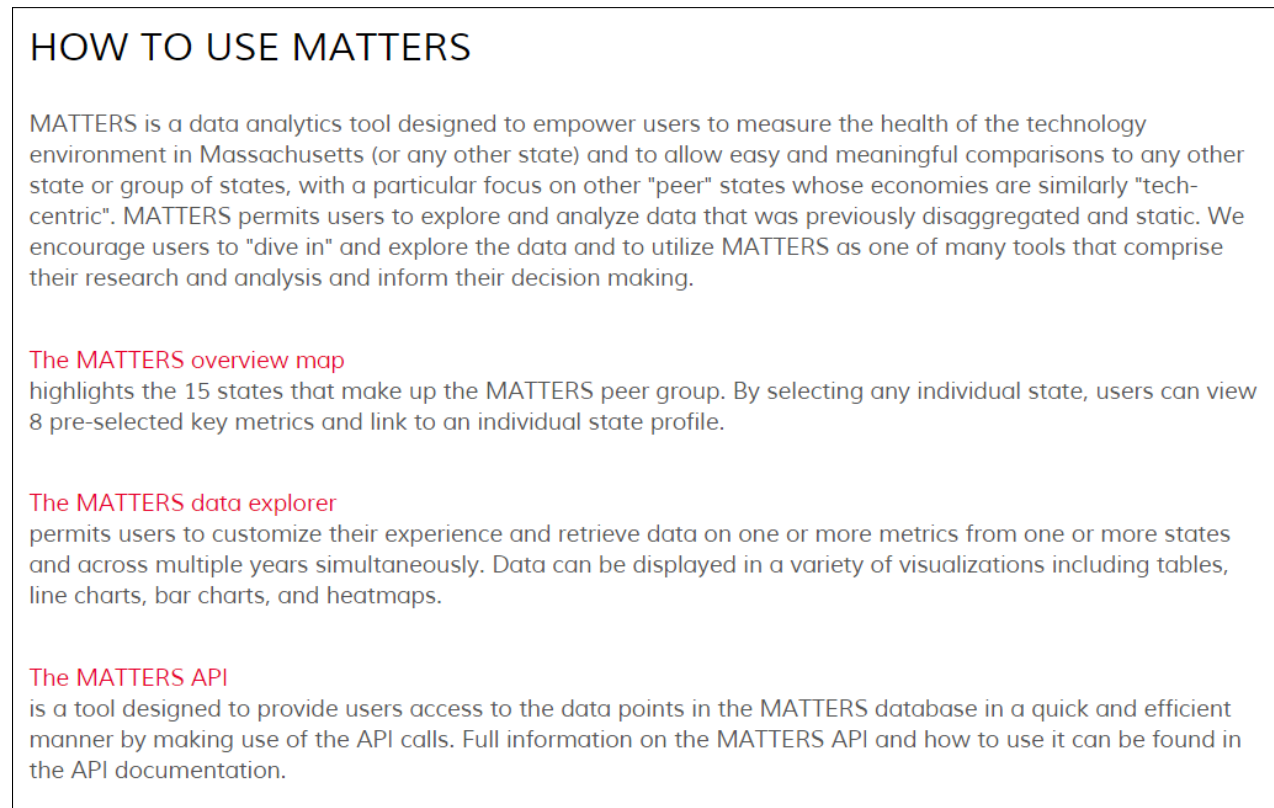 HOW TO USE MATTERS
MATTERS is a data analytics tool designed to empower users to measure the health of the technology
environment in Massachusetts (or any other state) and to allow easy and meaningful comparisons to any other
state or group of states, with a particular focus on other "peer" states whose economies are similarly "tech-
centric". MATTERS permits users to explore and analyze data that was previously disaggregated and static. We
encourage users to "dive in" and explore the data and to utilize MATTERS as one of many tools that comprise
their research and analysis and inform their decision making.
The MATTERS overview map
highlights the 15 states that make up the MATTERS peer group. By selecting any individual state, users can view
8 pre-selected key metrics and link to an individual state profile.
The MATTERS data explorer
permits users to customize their experience and retrieve data on one or more metrics from one or more states
and across multiple years simultaneously. Data can be displayed in a variety of visualizations including tables,
line charts, bar charts, and heatmaps.
The MATTERS API
is a tool designed to provide users access to the data points in the MATTERS database in a quick and efficient
manner by making use of the API calls. Full information on the MATTERS API and how to use it can be found in
the API documentation.